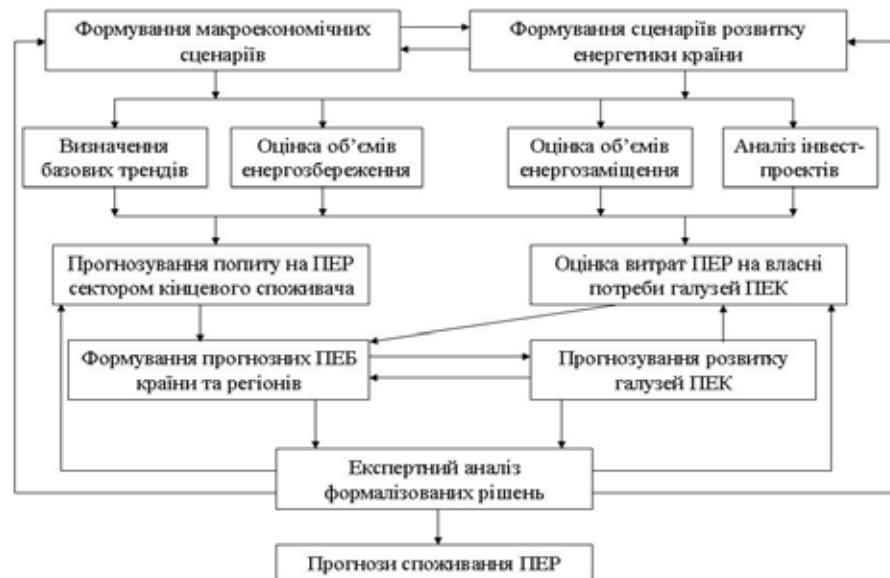 Формування макроекономічних
сценаріїв
Формування сценаріїв розвитку
енергетики країни
Визначення
базових трендів
Оцінка об’ємів
енергозбереження
Оцінка об’ємів
енергозаміщення
Аналіз інвест-
проектів
Прогнозування попиту на ПЕР
сектором кінцевого споживача
Оцінка витрат ПЕР на власні
потреби галузей ПЕК
Формування прогнозних ПЕБ
країни та регіонів
Прогнозування розвитку
галузей ПЕК
Експертний аналіз
формалізованих рішень
Прогнози споживання ПЕР